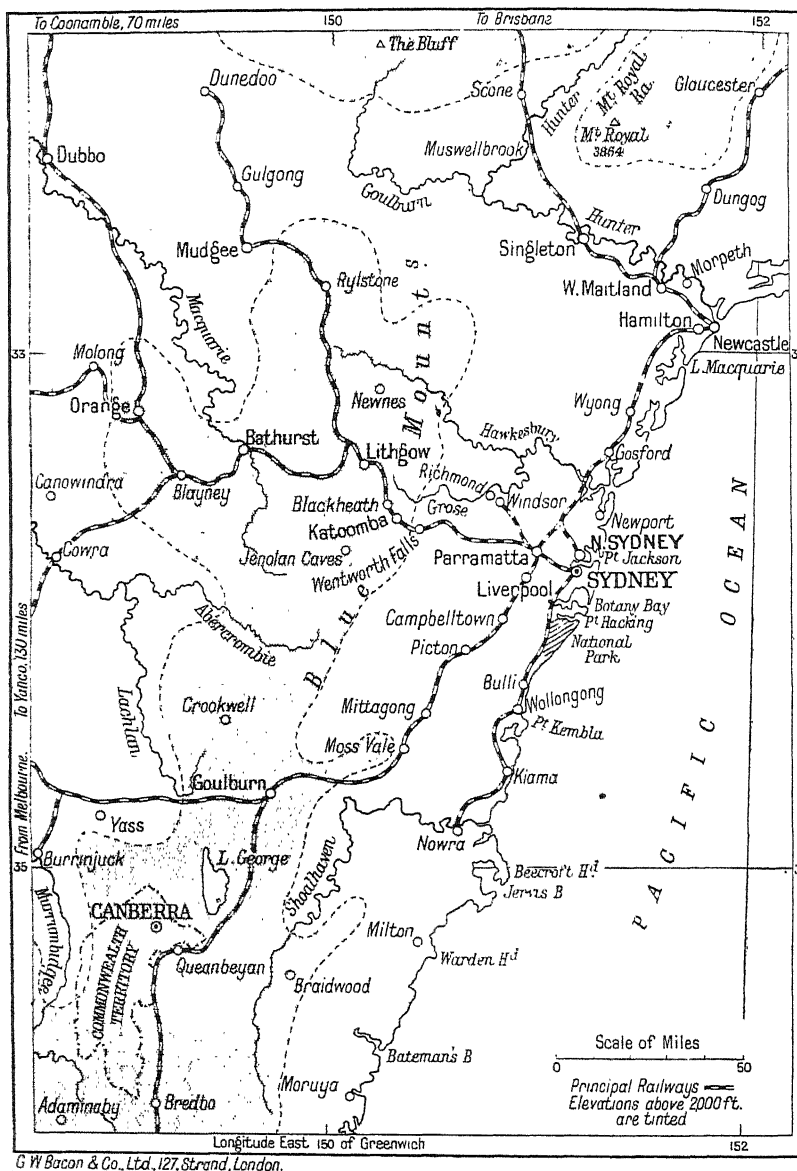 To Coonamble, 70 miles
150
To Brisbane
152
The Bluff
Dunedoo
Scone
Hunter
Mt. Royal
Ra.
Gloucester
Mt. Royal
3854
Muswellbrook
Dubbo
Gulgong
Goulburn
Dungog
Mudgee
Hunter
Singleton
Morpeth
Rylstone
W. Maitland
Macquarie
Hamilton
Newcastle
33
Molong
L. Macquarie
Orange
Newnes
Wyong
Blue Mounts.
Bathurst
Hawkesbury
Lithgow
Gosford
Canowindra
Blayney
Richmond
Windsor
Blackheath
Grose
Newport
Katoomba
Cowra
Jenolan Caves
Wentworth Falls
Parramatta
N. SYDNEY
Pt. Jackson
Liverpool
SYDNEY
Botany Bay
Pt. Hacking
National
Park
Abercrombie
Campbelltown
Picton
To Yanco, 130 miles
Lachlan
Crookwell
Bulli
Mittagong
Wollongong
Pt. Kembla
Moss Vale
PACIFIC OCEAN
From Melbourne.
Goulburn
Kiama
Yass
Nowra
Burrinjuck
L. George
Shoalhaven
Beecroft Hd
35
Jervis B
Murrumbidgee
CANBERRA
Milton
COMMONWEALTH
TERRITORY
Queanbeyan
Warden Hd
Braidwood
Bateman's B
Scale of Miles
0
50
Moruya
Principal Railways
Elevations above 2,000 ft.
are tinted
Adaminaby
Bredbo
Longitude East 150 of Greenwich
152
G. W. Bacon & Co., Ltd., 127, Strand, London.